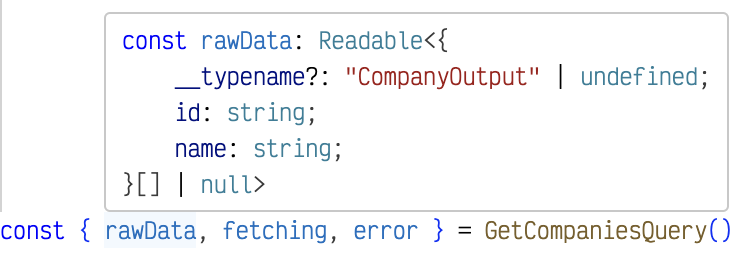 const rawData: Readable<{
    __typename?: "CompanyOutput" | undefined;
    id: string;
    name: string;
}[] | null>
const { rawData, fetching, error } = GetCompaniesQuery()